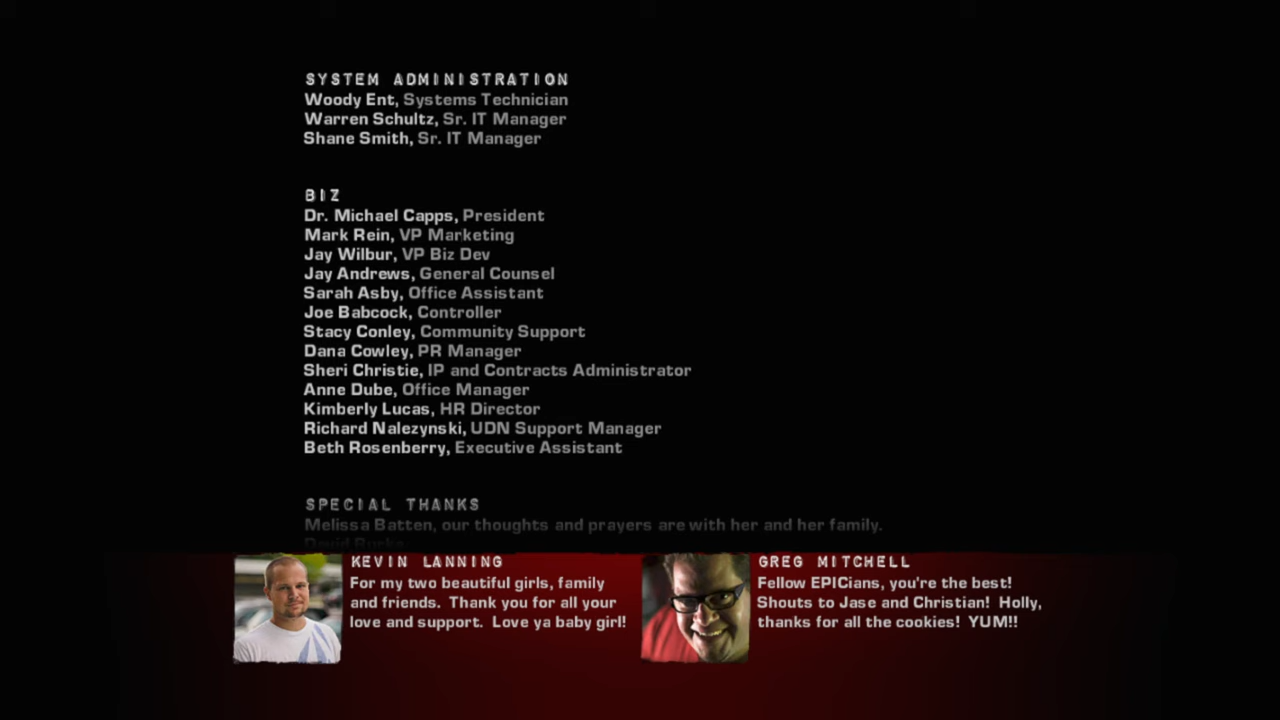 SYSTEM ADMINISTRATION
Woody Ent, Systems Technician
Warren Schultz, Sr. IT Manager
Shane Smith, Sr. IT Manager
BIZ
Dr. Michael Capps, President
Mark Rein, VP Marketing
Jay Wilbur, VP Biz Dev
Jay Andrews, General Counsel
Sarah Asby, Office Assistant
Joe Babcock, Controller
Stacy Conley, Community Support
Dana Cowley, PR Manager
Sheri Christie, IP and Contracts Administrator
Anne Dube, Office Manager
Kimberly Lucas, HR Director
Richard Nalezynski, UDN Support Manager
Beth Rosenberry, Executive Assistant
SPECIAL THANKS
Melissa Batten, our thoughts and prayers are with her and her family.
David
KEVIN LANNING
For my two beautiful girls, family
and friends. Thank you for all your
love and support. Love ya baby girl!
GREG MITCHELL
Fellow EPICians, you're the best!
Shouts to Jase and Christian! Holly,
thanks for all the cookies! YUM!!